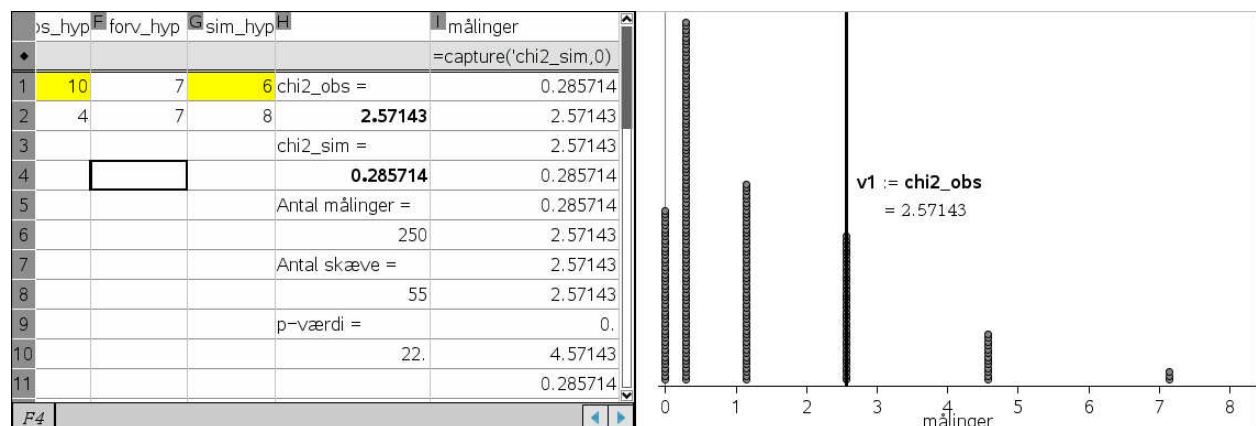 os_hyp F forv_hyp G sim_hyp H I målinger
◆ =capture('chi2_sim,0)
1 10 7 6 chi2_obs = 0.285714
2 4 7 8 2.57143 2.57143
3 chi2_sim = 2.57143
4 0.285714 0.285714
5 Antal målinger = 0.285714
6 250 2.57143
7 Antal skæve = 2.57143
8 55 2.57143
9 p-værdi = 0.
10 22. 4.57143
11 0.285714
F4
v1 := chi2_obs
= 2.57143
0 1 2 3 4 5 6 7 8
målinger